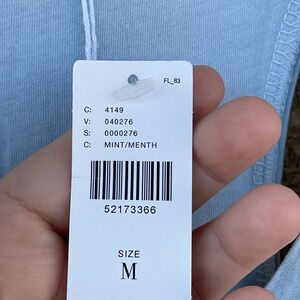 FL_83
C: 4149
V: 040276
S: 0000276
C: MINT/MENTH
52173366
SIZE
M